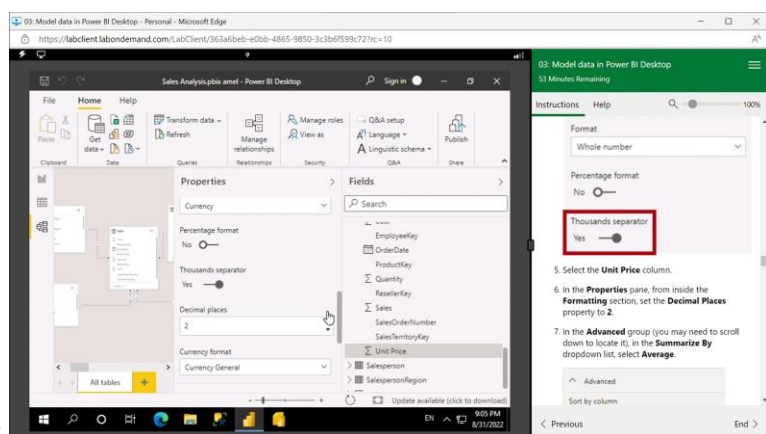 03: Model data in Power BI Desktop - Personal - Microsoft Edge
https://labclient.labondemand.com/LabClient/363a6beb-e0bb-4865-9850-3c3b6f599c72?rc=10
Sales Analysis.pbix amel - Power BI Desktop
Sign in
File Home Help
Paste
Get data
Transform data
Refresh
Manage relationships
Manage roles
View as
Q&A setup
Language
Linguistic schema
Publish
Clipboard
Data
Queries
Relationships
Security
Q&A
Share
Properties
Currency
Percentage format
No
Thousands separator
Yes
Decimal places
2
Currency format
Currency General
Fields
Search
EmployeeKey
OrderDate
ProductKey
Quantity
ResellerKey
Sales
SalesOrderNumber
SalesTerritoryKey
Unit Price
Salesperson
SalespersonRegion
All tables
Update available (click to download)
EN
9:05 PM
8/31/2022
03: Model data in Power BI Desktop
53 Minutes Remaining
Instructions Help
100%
Format
Whole number
Percentage format
No
Thousands separator
Yes
5. Select the Unit Price column.
6. In the Properties pane, from inside the
Formatting section, set the Decimal Places
property to 2.
7. In the Advanced group (you may need to scroll
down to locate it), in the Summarize By
dropdown list, select Average.
Advanced
Sort by column
< Previous
End >